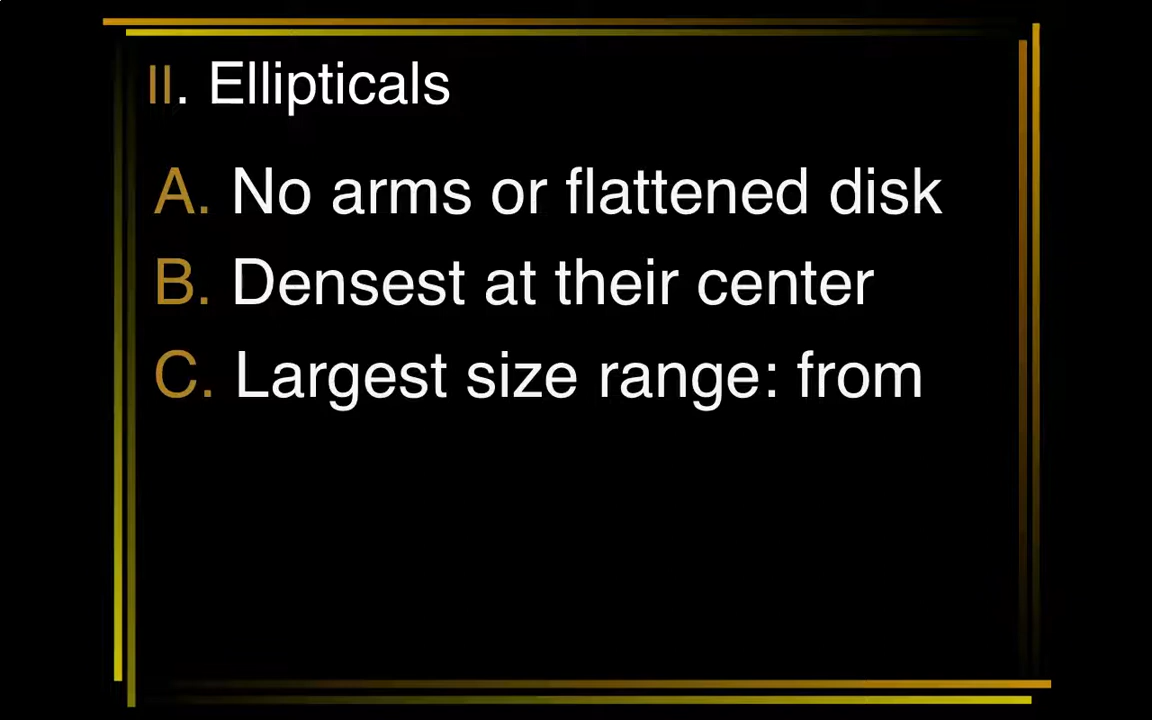 II. Ellipticals
A. No arms or flattened disk
B. Densest at their center
C. Largest size range: from